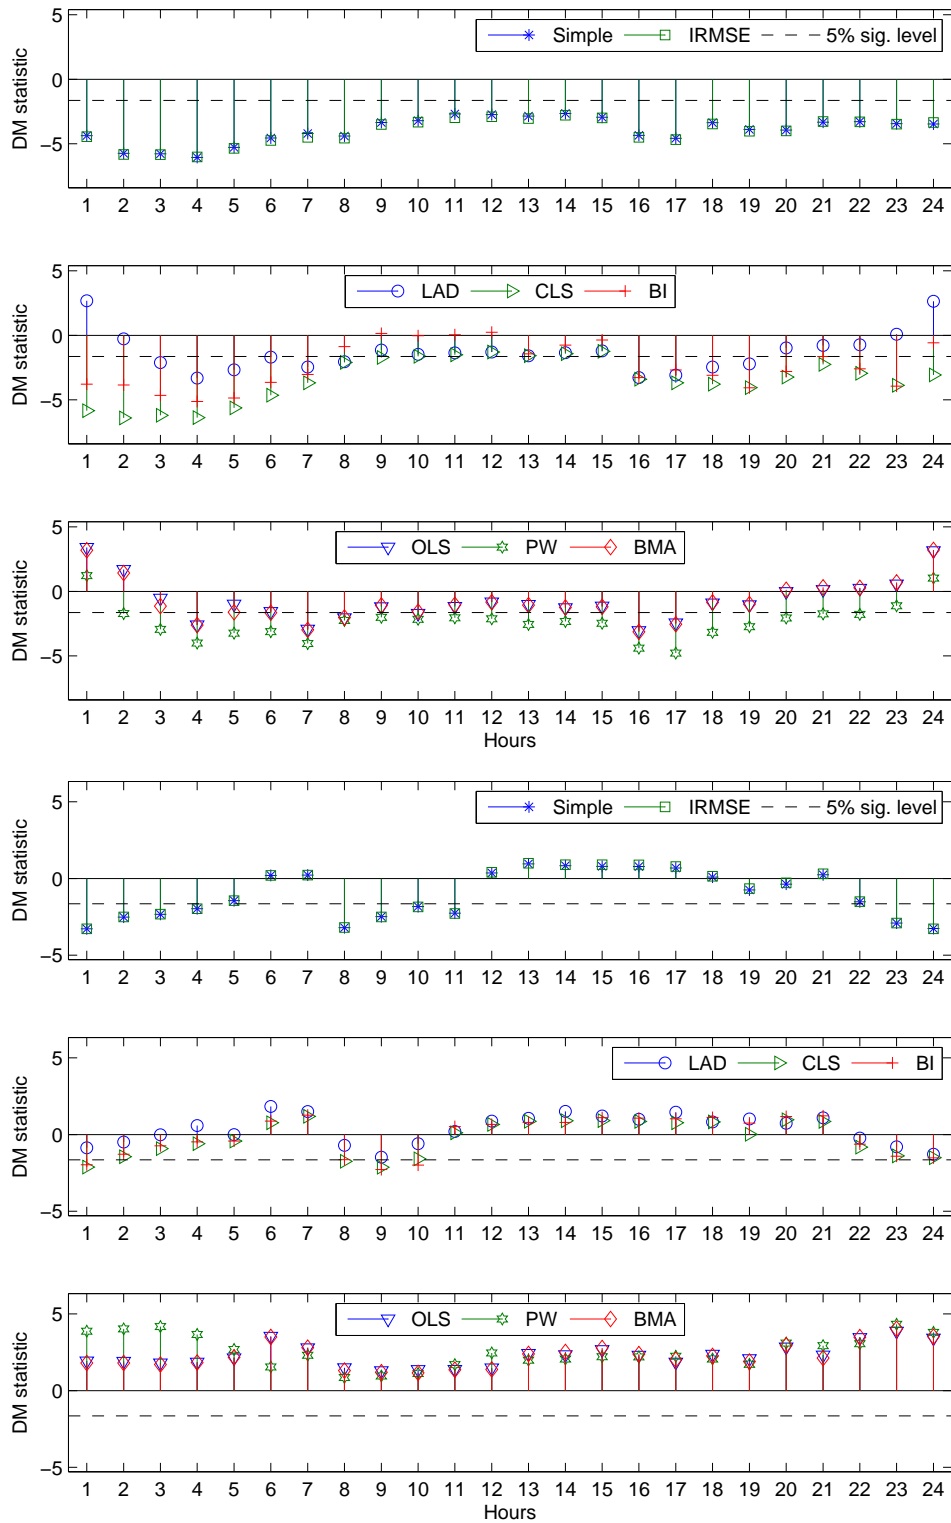 5
0
−5
DM statistic
Simple IRMSE 5% sig. level
1 2 3 4 5 6 7 8 9 10 11 12 13 14 15 16 17 18 19 20 21 22 23 24
5
0
−5
DM statistic
LAD CLS BI
1 2 3 4 5 6 7 8 9 10 11 12 13 14 15 16 17 18 19 20 21 22 23 24
5
0
−5
DM statistic
OLS PW BMA
1 2 3 4 5 6 7 8 9 10 11 12 13 14 15 16 17 18 19 20 21 22 23 24
Hours
5
0
−5
DM statistic
Simple IRMSE 5% sig. level
1 2 3 4 5 6 7 8 9 10 11 12 13 14 15 16 17 18 19 20 21 22 23 24
5
0
−5
DM statistic
LAD CLS BI
1 2 3 4 5 6 7 8 9 10 11 12 13 14 15 16 17 18 19 20 21 22 23 24
5
0
−5
DM statistic
OLS PW BMA
1 2 3 4 5 6 7 8 9 10 11 12 13 14 15 16 17 18 19 20 21 22 23 24
Hours